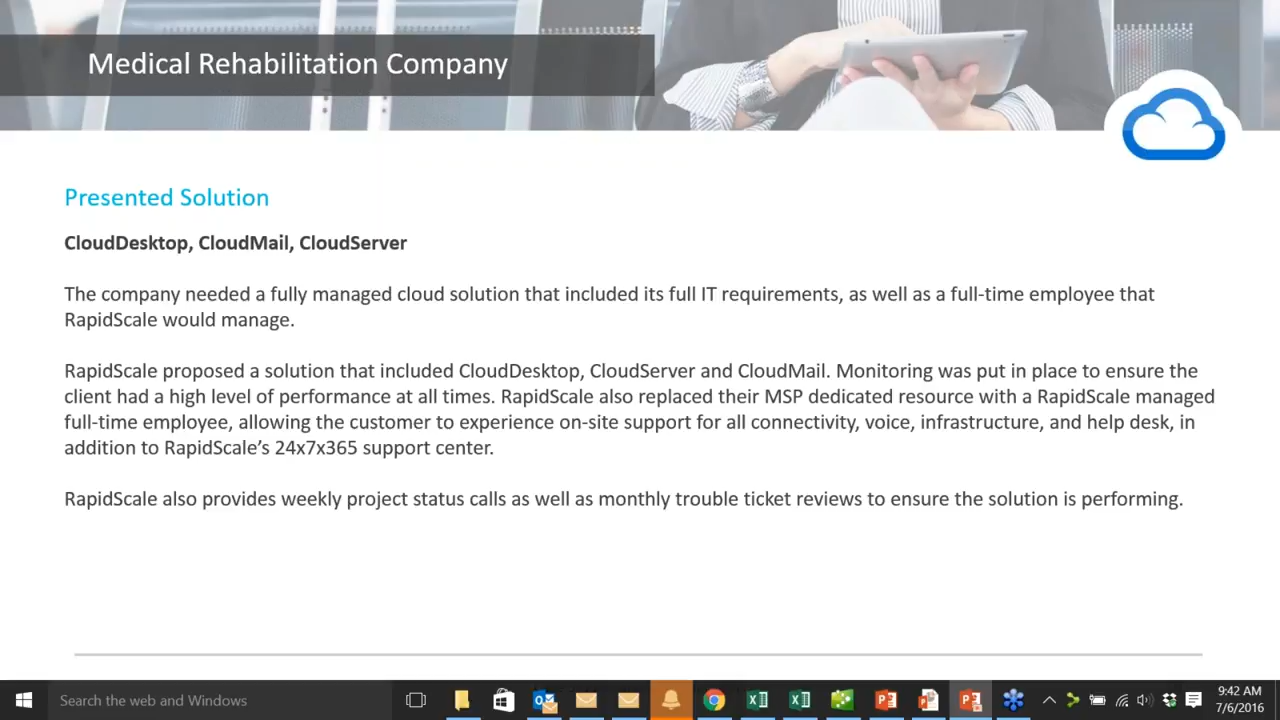 Medical Rehabilitation Company
Presented Solution
CloudDesktop, CloudMail, CloudServer
The company needed a fully managed cloud solution that included its full IT requirements, as well as a full-time employee that
RapidScale would manage.
RapidScale proposed a solution that included CloudDesktop, CloudServer and CloudMail. Monitoring was put in place to ensure the
client had a high level of performance at all times. RapidScale also replaced their MSP dedicated resource with a RapidScale managed
full-time employee, allowing the customer to experience on-site support for all connectivity, voice, infrastructure, and help desk, in
addition to RapidScale’s 24x7x365 support center.
RapidScale also provides weekly project status calls as well as monthly trouble ticket reviews to ensure the solution is performing.
Search the web and Windows
9:42 AM
7/6/2016